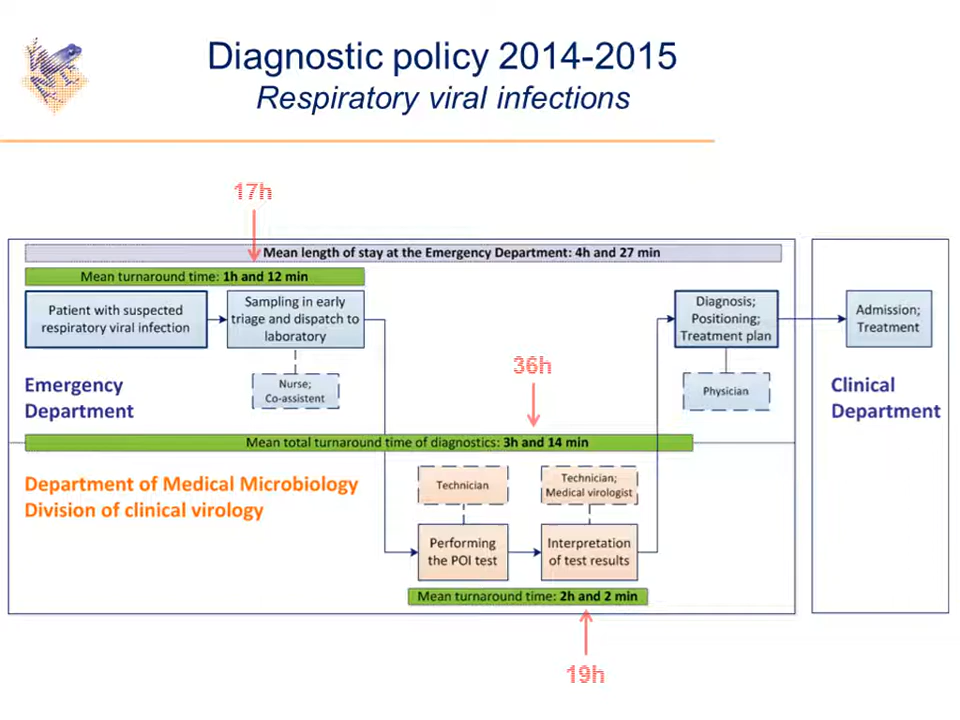 Diagnostic policy 2014-2015
Respiratory viral infections
17h
Mean length of stay at the Emergency Department: 4h and 27 min
Mean turnaround time: 1h and 12 min
Patient with suspected
respiratory viral infection
Sampling in early
triage and dispatch to
laboratory
Diagnosis;
Positioning;
Treatment plan
Admission;
Treatment
Nurse;
Co-assistent
Physician
Emergency
Department
Clinical
Department
36h
Mean total turnaround time of diagnostics: 3h and 14 min
Department of Medical Microbiology
Division of clinical virology
Technician
Technician;
Medical virologist
Performing
the POI test
Interpretation
of test results
Mean turnaround time: 2h and 2 min
19h